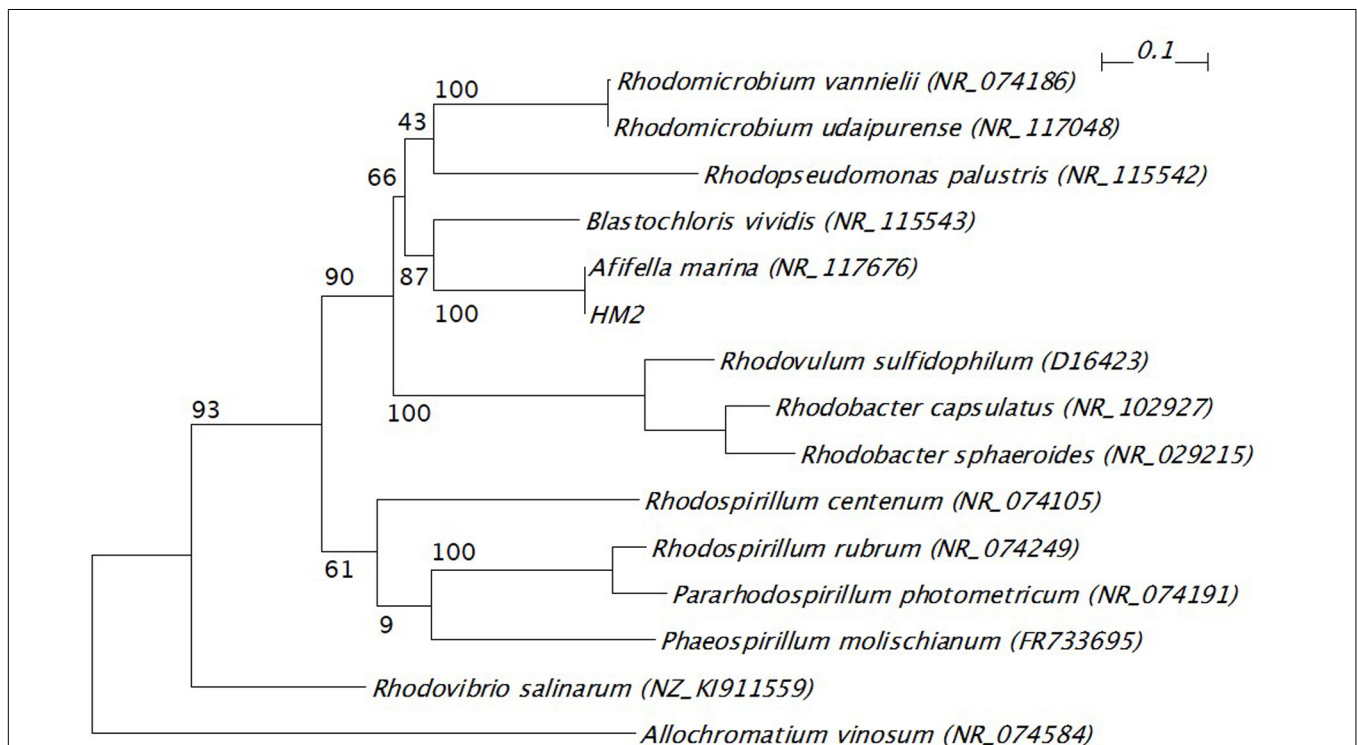 0.1
Rhodomicrobium vannielii (NR_074186)
100
43
Rhodomicrobium udaipurense (NR_117048)
66
Rhodopseudomonas palustris (NR_115542)
Blastochloris vividis (NR_115543)
90
87
Afifella marina (NR_117676)
100
HM2
Rhodovulum sulfidophilum (D16423)
93
100
Rhodobacter capsulatus (NR_102927)
Rhodobacter sphaeroides (NR_029215)
Rhodospirillum centenum (NR_074105)
100
Rhodospirillum rubrum (NR_074249)
61
Pararhodospirillum photometricum (NR_074191)
9
Phaeospirillum molischianum (FR733695)
Rhodovibrio salinarum (NZ_KI911559)
Allochromatium vinosum (NR_074584)